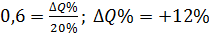 0,6 = ΔQ%/20%; ΔQ% = +12%